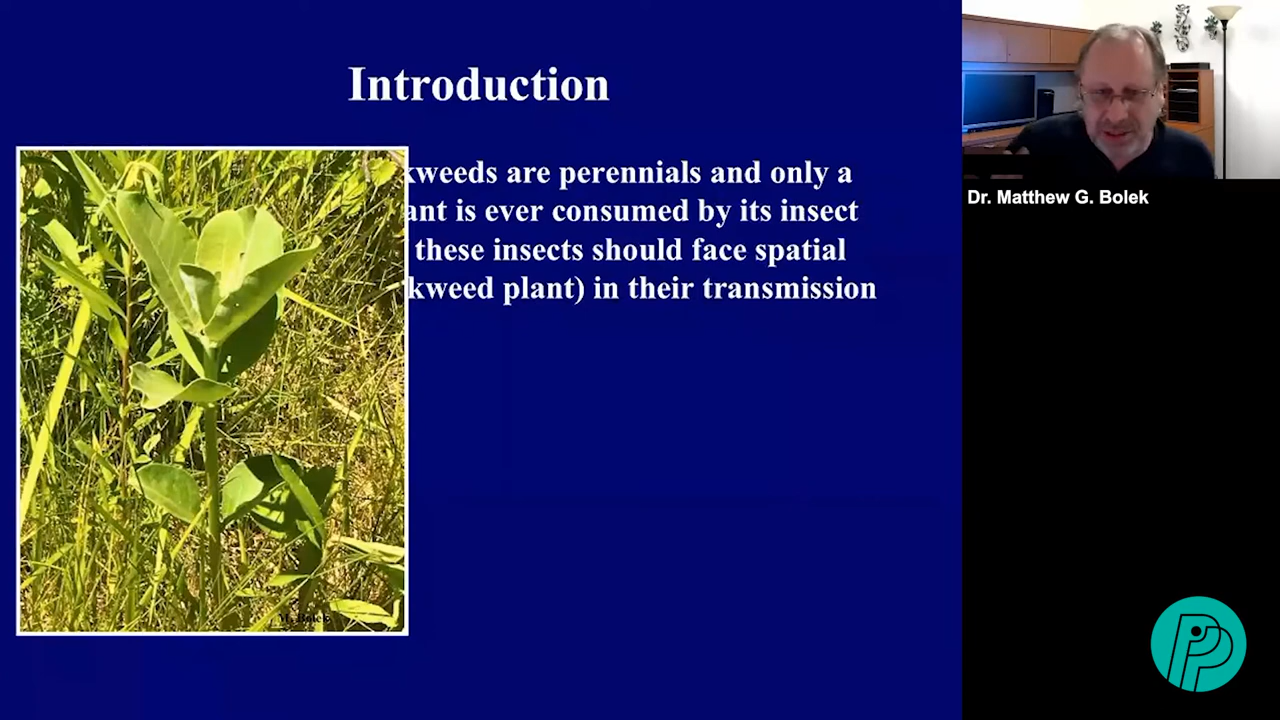 Introduction
kweeds are perennials and only a
ant is ever consumed by its insect
these insects should face spatial
kweed plant) in their transmission
M. Bolek
Dr. Matthew G. Bolek